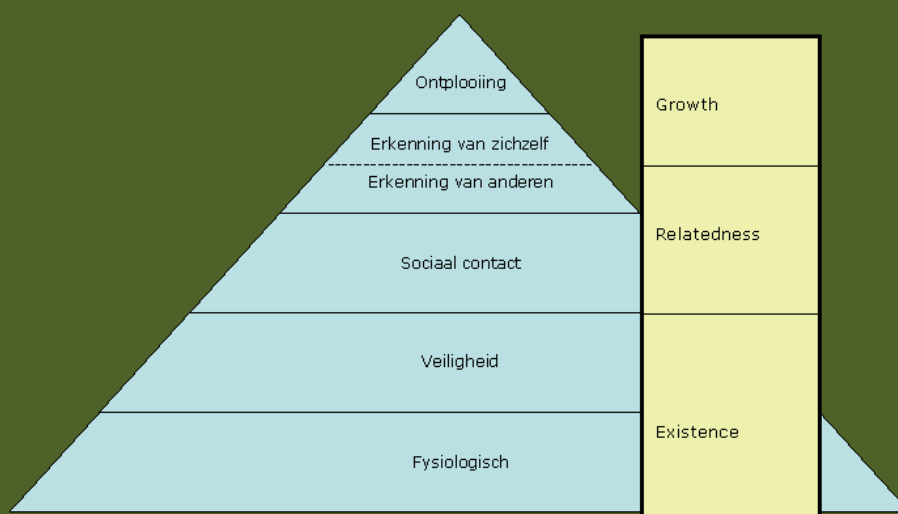 Ontplooiing
Erkenning van zichzelf
Erkenning van anderen
Sociaal contact
Veiligheid
Fysiologisch
Growth
Relatedness
Existence